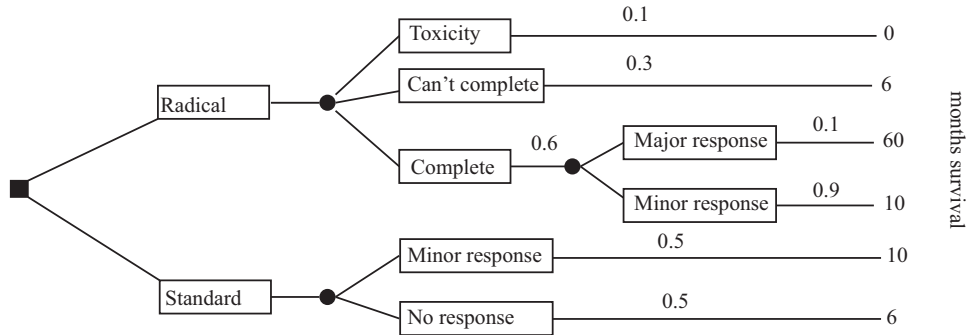 Toxicity
0.1
0
Can't complete
0.3
6
Radical
Complete
0.6
Major response
0.1
60
Minor response
0.9
10
Standard
Minor response
0.5
10
No response
0.5
6
months survival